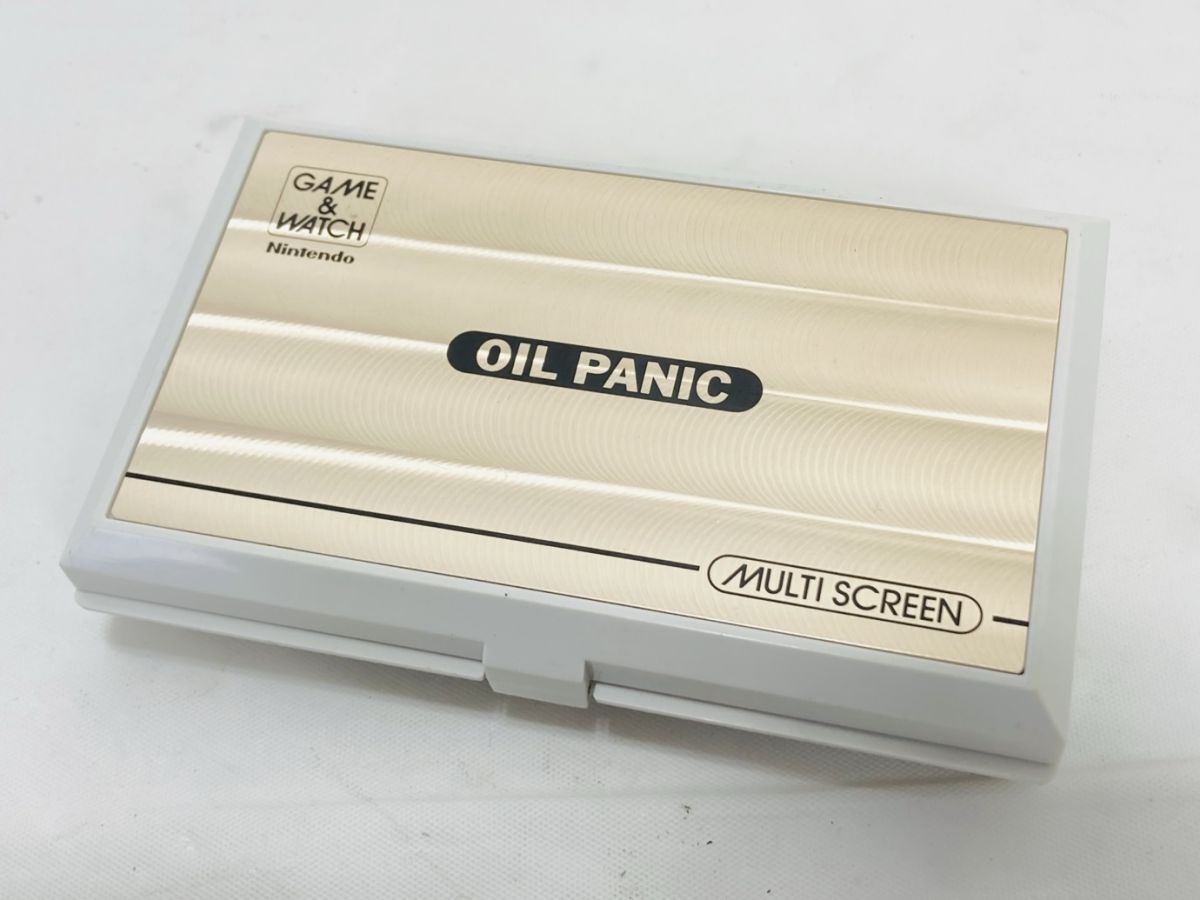 GAME
&
WATCH
Nintendo
OIL PANIC
MULTI SCREEN